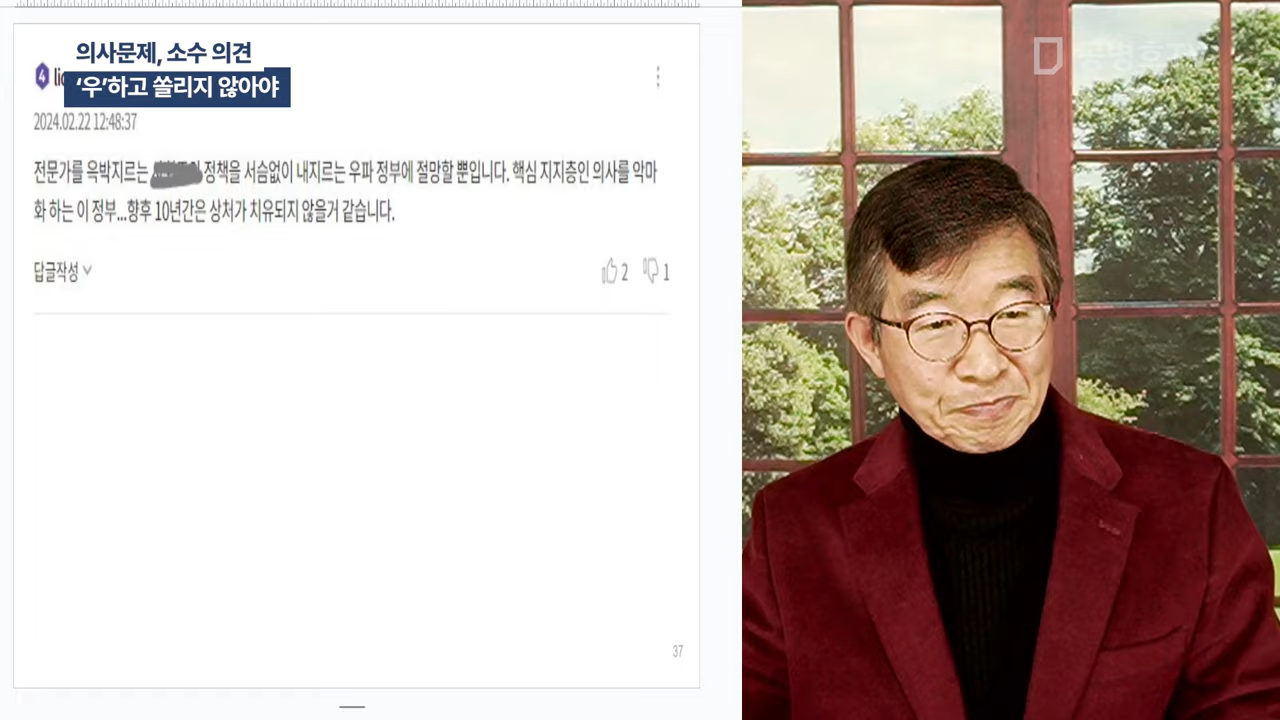 의사문제, 소수 의견
'우'하고 쏠리지 않아야
4
2024.02.22 12:48:37
전문가를 윽박지르는 정책을 서슴없이 내지르는 우파 정부에 절망할 뿐입니다. 핵심 지지층인 의사를 악마
화 하는 이 정부...향후 10년간은 상처가 치유되지 않을거 같습니다.
답글작성
2
1
37